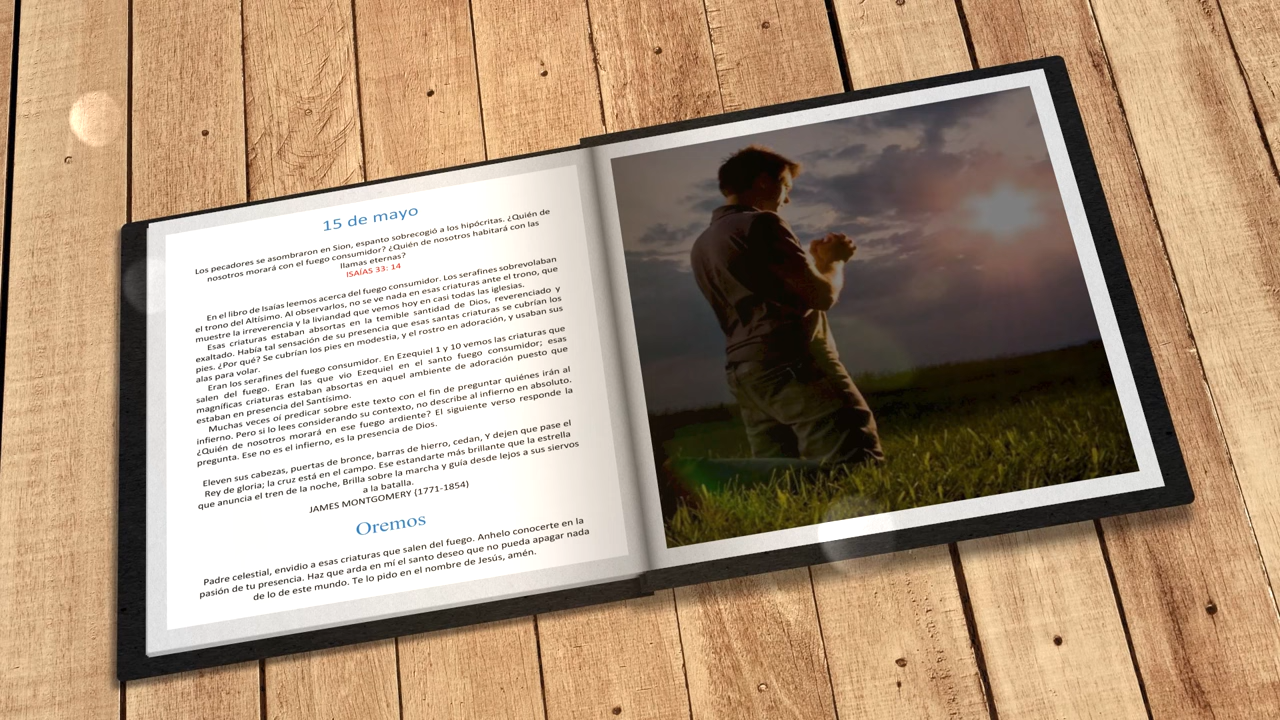 15 de mayo
Los pecadores se asombraron en Sion, espanto sobrecogió a los hipócritas. ¿Quién de
nosotros morará con el fuego consumidor? ¿Quién de nosotros habitará con las
llamas eternas?
ISAÍAS 33: 14
En el libro de Isaías leemos acerca del fuego consumidor. Los serafines sobrevolaban
el trono del Altísimo. Al observarlos, no se ve nada en esas criaturas ante el trono, que
muestre la irreverencia y la liviandad que vemos hoy en casi todas las iglesias.
Esas criaturas estaban absortas en la temible santidad de Dios, reverenciado y
exaltado. Había tal sensación de su presencia que esas santas criaturas se cubrían los
pies. ¿Por qué? Se cubrían los pies en modestia, y el rostro en adoración, y usaban sus
alas para volar.
Eran los serafines del fuego consumidor. En Ezequiel 1 y 10 vemos las criaturas que
salen del fuego. Eran las que vio Ezequiel en el santo fuego consumidor; esas
magníficas criaturas estaban absortas en aquel ambiente de adoración puesto que
estaban en presencia del Santísimo.
Muchas veces oí predicar sobre este texto con el fin de preguntar quiénes irán al
infierno. Pero si lo lees considerando su contexto, no describe al infierno en absoluto.
¿Quién de nosotros morará en ese fuego ardiente? El siguiente verso responde la
pregunta. Ese no es el infierno, es la presencia de Dios.
Eleven sus cabezas, puertas de bronce, barras de hierro, cedan, Y dejen que pase el
Rey de gloria; la cruz está en el campo. Ese estandarte más brillante que la estrella
que anuncia el tren de la noche, Brilla sobre la marcha y guía desde lejos a sus siervos
a la batalla.
JAMES MONTGOMERY (1771-1854)
Oremos
Padre celestial, envidio a esas criaturas que salen del fuego. Anhelo conocerte en la
pasión de tu presencia. Haz que arda en mí el santo deseo que no pueda apagar nada
de lo de este mundo. Te lo pido en el nombre de Jesús, amén.